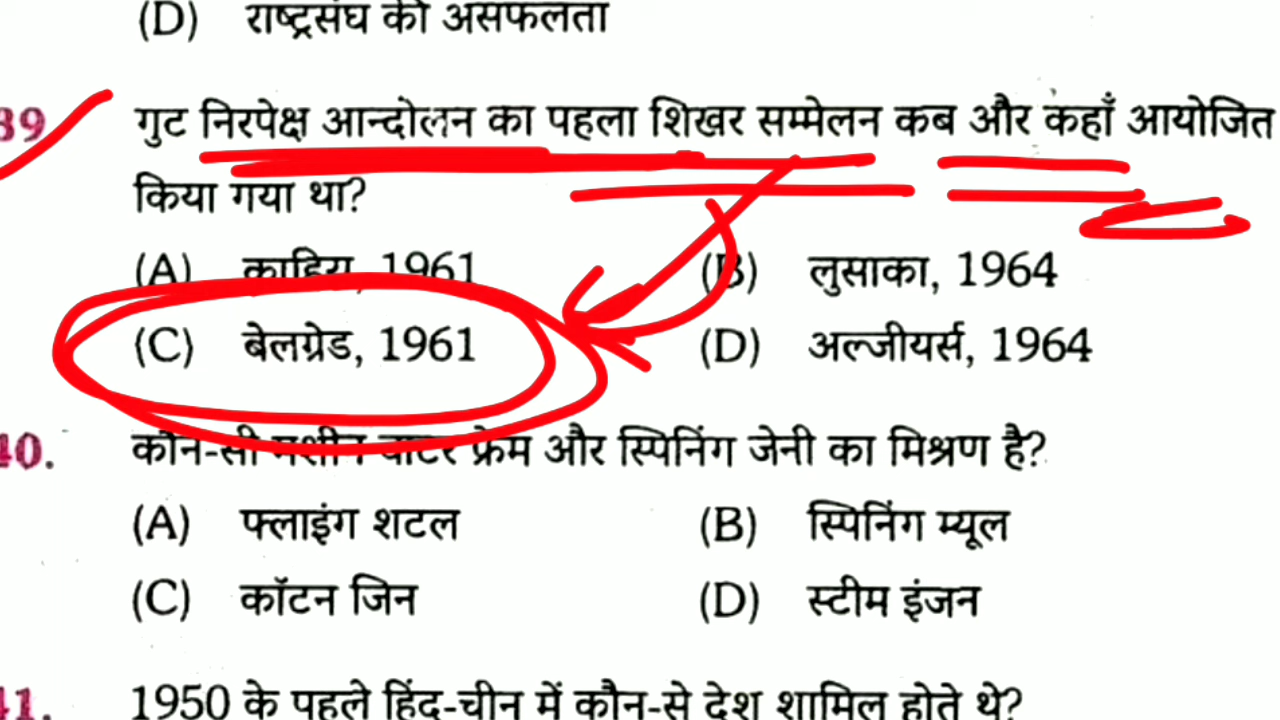 (D) राष्ट्रसंघ की असफलता
39 गुट निरपेक्ष आन्दोलन का पहला शिखर सम्मेलन कब और कहाँ आयोजित
किया गया था?
(A) काहिरा, 1961 (B) लुसाका, 1964
(C) बेलग्रेड, 1961 (D) अल्जीयर्स, 1964
40. कौन-सी मशीन वाटर फ्रेम और स्पिनिंग जेनी का मिश्रण है?
(A) फ्लाइंग शटल (B) स्पिनिंग म्यूल
(C) कॉटन जिन (D) स्टीम इंजन
41. 1950 के पहले हिंद-चीन में कौन-से देश शामिल होते थे?